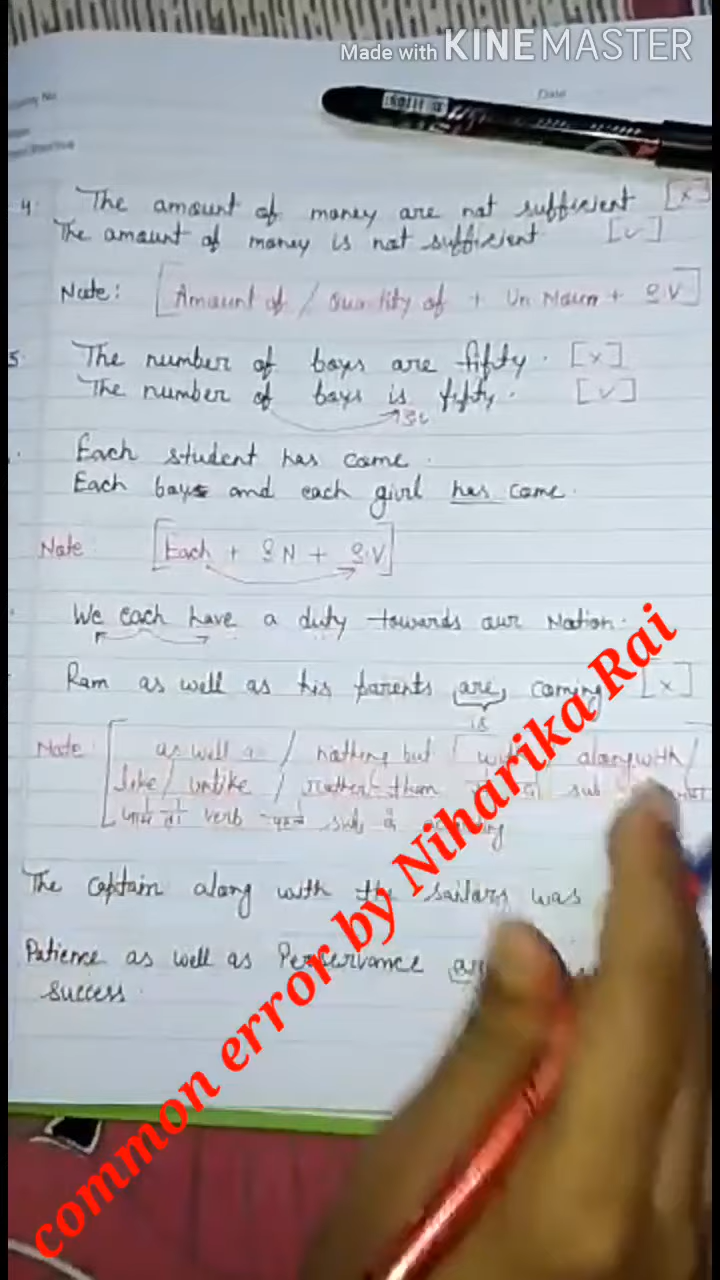 Made with KINEMASTER
Date
4. The amount of money are not sufficient [x]
The amount of money is not sufficient [✓]
Note: [Amount of / Quantity of + Un Noun + S.V]
5. The number of boys are fifty. [x]
The number of boys is fifty. [✓]
S.V
Each student has come.
Each boys and each girl has come.
Note [Each + S N + S.V]
We each have a duty towards our Nation.
Ram as well as his parents (are) coming [x]
is
Note [as well as / nothing but / along with /
like / unlike / rather than sub
verb sub
The Captain along with the sailors was
Patience as well as Perservance
success.
common error by Niharika Rai